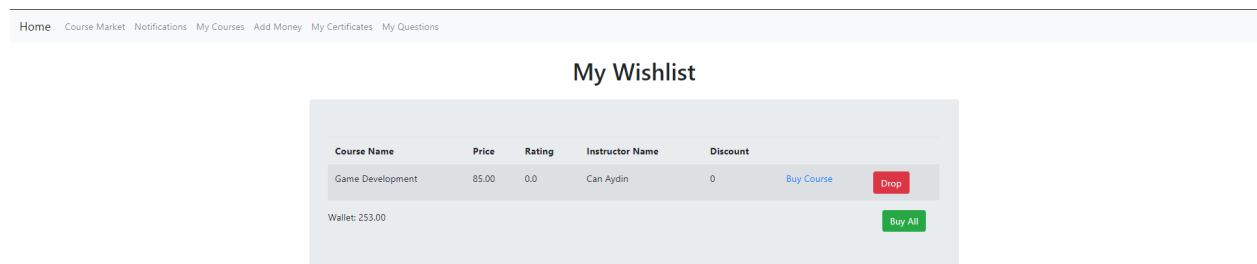 Home Course Market Notifications My Courses Add Money My Certificates My Questions
My Wishlist
Course Name Price Rating Instructor Name Discount
Game Development 85.00 0.0 Can Aydin 0 Buy Course Drop
Wallet: 253.00 Buy All